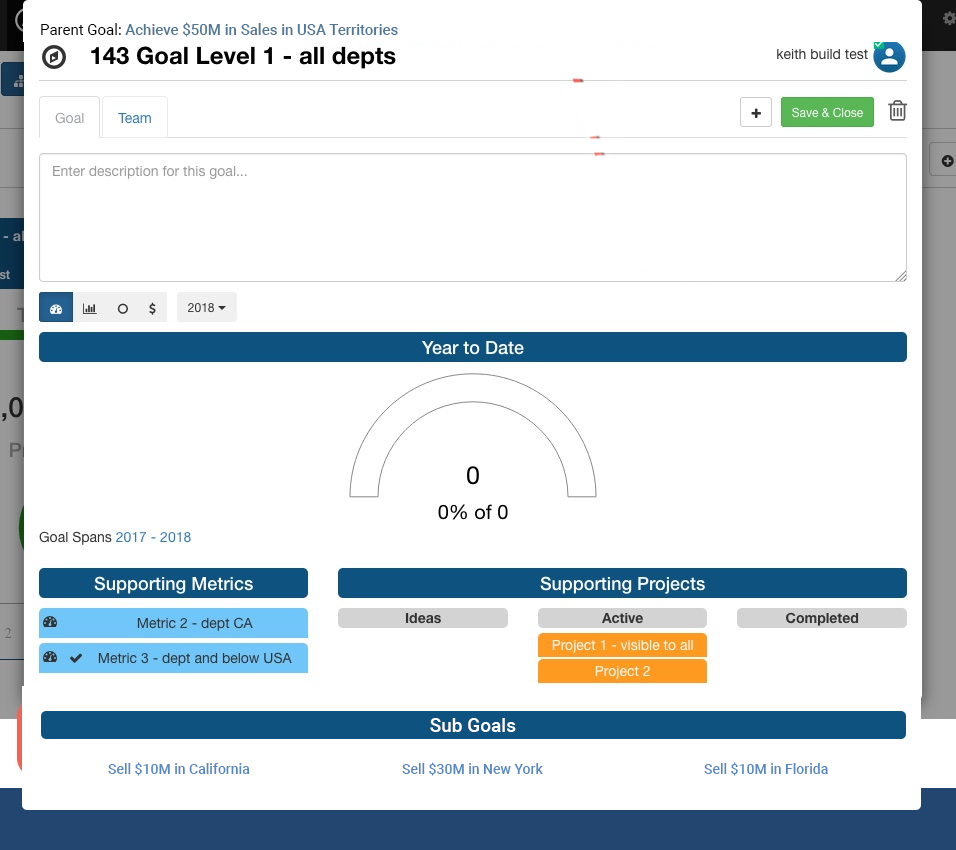 Parent Goal: Achieve $50M in Sales in USA Territories
143 Goal Level 1 - all depts
keith build test
Goal
Team
+
Save & Close
Enter description for this goal...
$
2018
Year to Date
0
0% of 0
Goal Spans 2017 - 2018
Supporting Metrics
Supporting Projects
Metric 2 - dept CA
Metric 3 - dept and below USA
Ideas
Active
Completed
Project 1 - visible to all
Project 2
Sub Goals
Sell $10M in California
Sell $30M in New York
Sell $10M in Florida
2